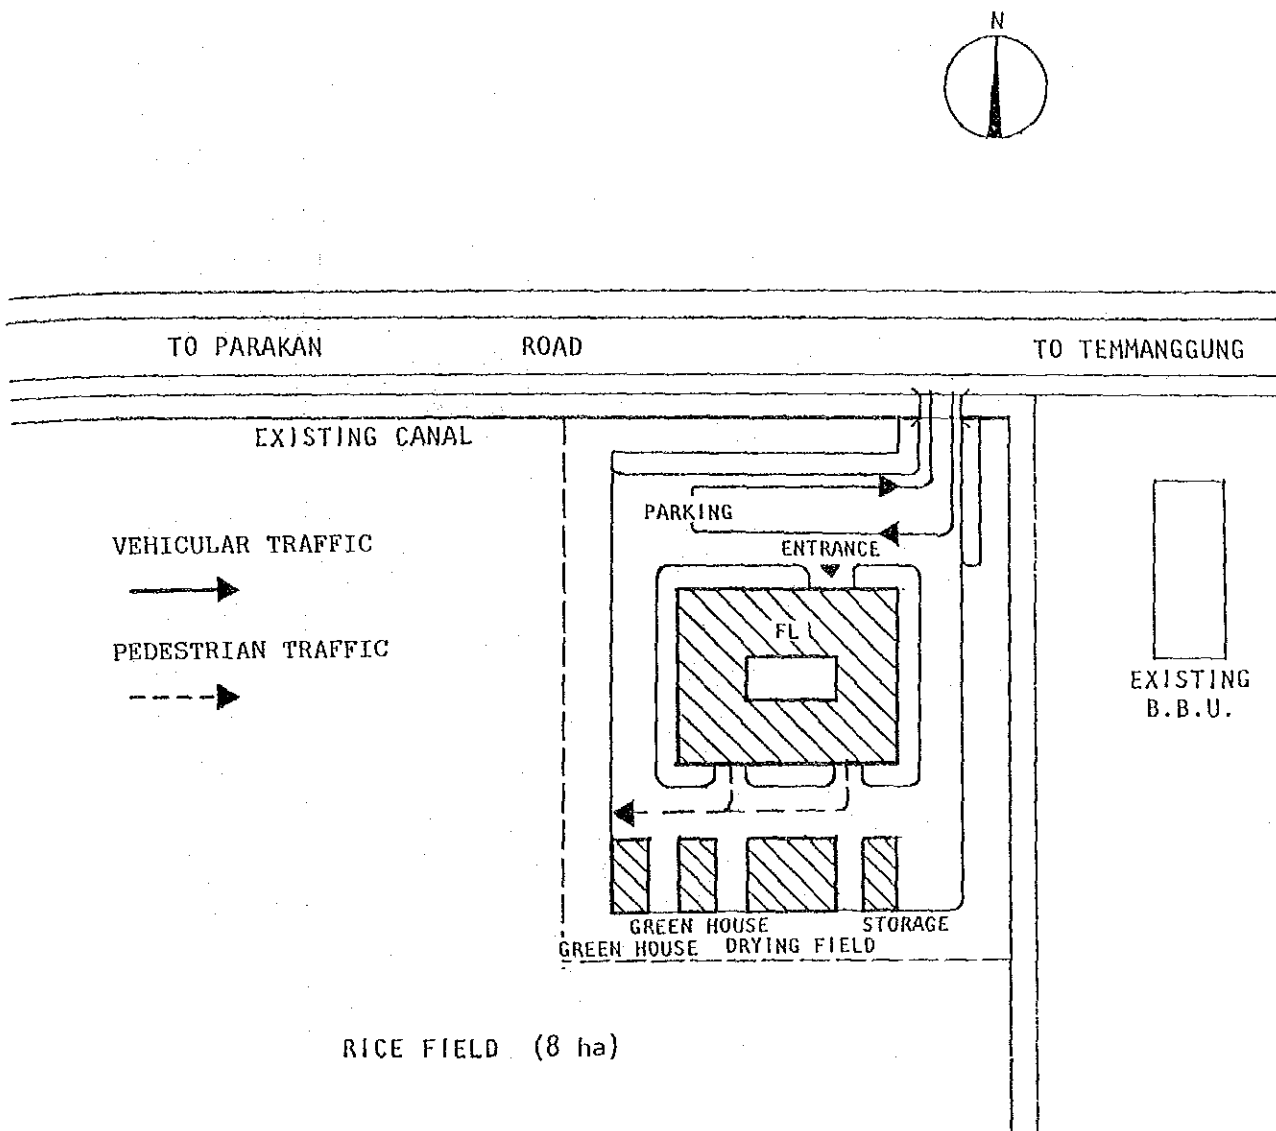 N
TO PARAKAN ROAD TO TEMMANGGUNG
EXISTING CANAL
PARKING
VEHICULAR TRAFFIC
ENTRANCE
FL
PEDESTRIAN TRAFFIC
EXISTING
B.B.U.
GREEN HOUSE STORAGE
GREEN HOUSE DRYING FIELD
RICE FIELD (8 ha)